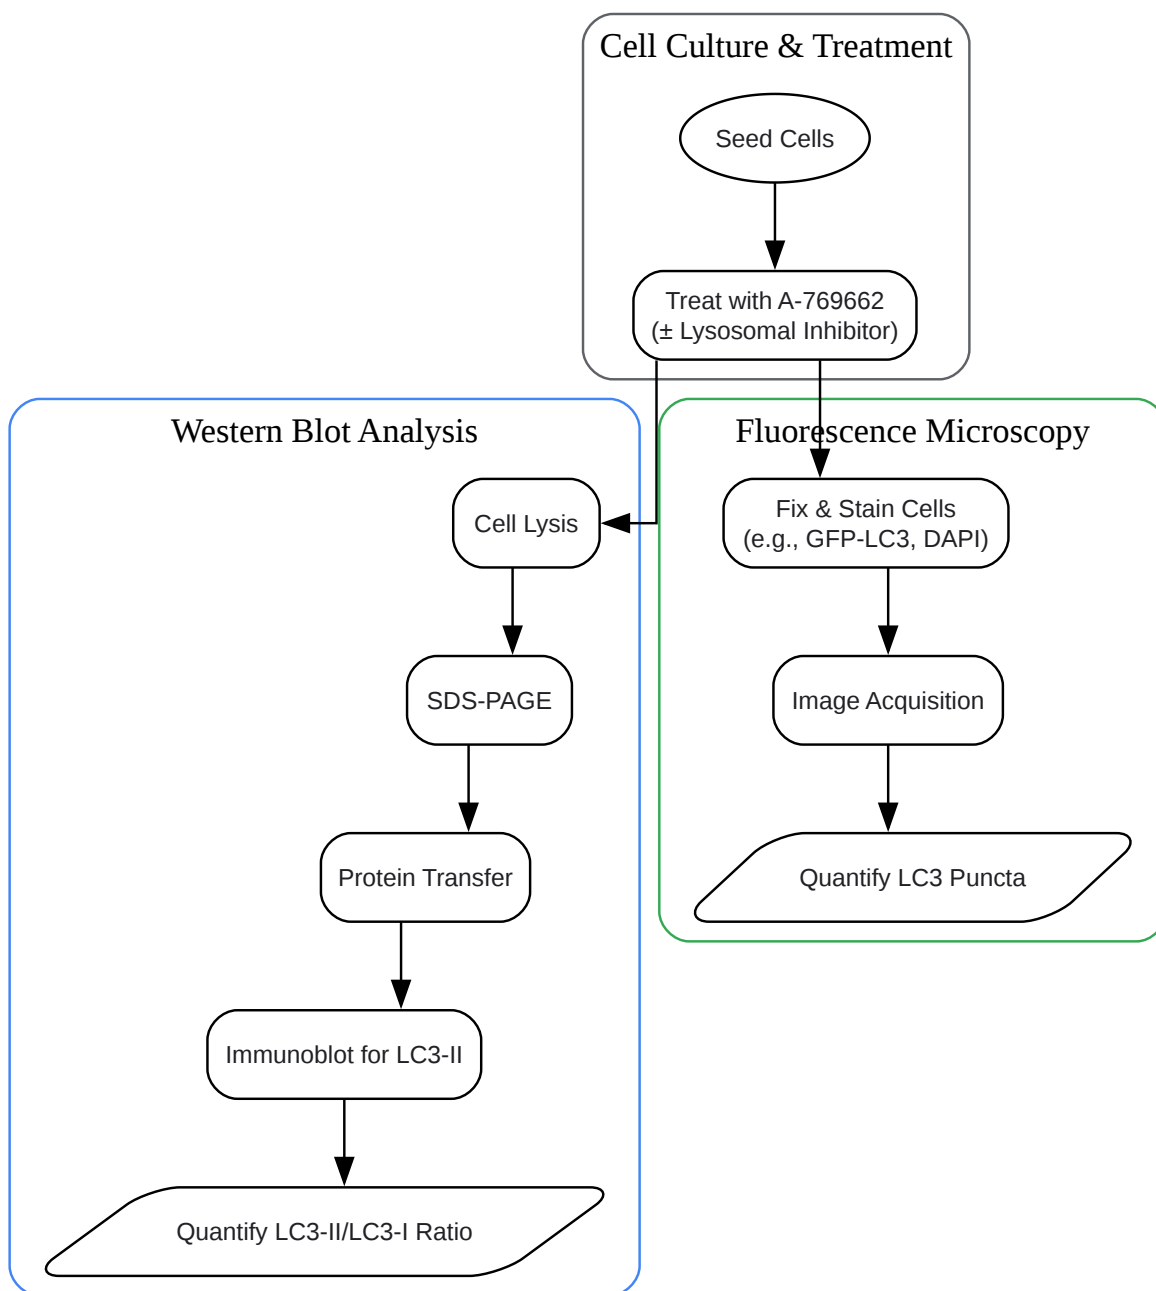 Cell Culture & Treatment
Seed Cells
Treat with A-769662
(± Lysosomal Inhibitor)
Western Blot Analysis
Cell Lysis
SDS-PAGE
Protein Transfer
Immunoblot for LC3-II
Quantify LC3-II/LC3-I Ratio
Fluorescence Microscopy
Fix & Stain Cells
(e.g., GFP-LC3, DAPI)
Image Acquisition
Quantify LC3 Puncta